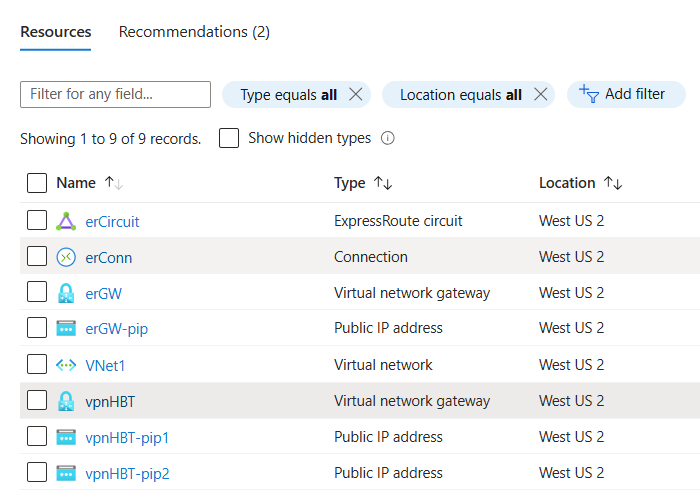 Resources Recommendations (2)
Filter for any field... Type equals all Location equals all Add filter
Showing 1 to 9 of 9 records. Show hidden types
Name Type Location
erCircuit ExpressRoute circuit West US 2
erConn Connection West US 2
erGW Virtual network gateway West US 2
erGW-pip Public IP address West US 2
VNet1 Virtual network West US 2
vpnHBT Virtual network gateway West US 2
vpnHBT-pip1 Public IP address West US 2
vpnHBT-pip2 Public IP address West US 2